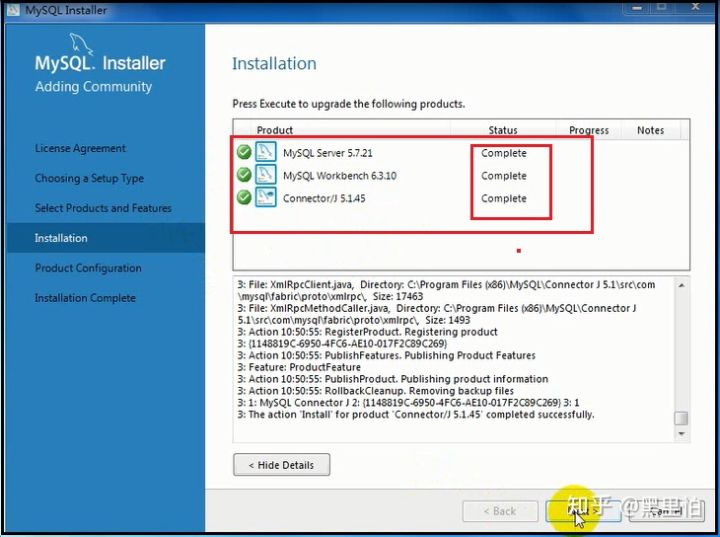 MySQL Installer
MySQL. Installer
Adding Community
License Agreement
Choosing a Setup Type
Select Products and Features
Installation
Product Configuration
Installation Complete
Installation
Press Execute to upgrade the following products.
Product Status Progress Notes
MySQL Server 5.7.21 Complete
MySQL Workbench 6.3.10 Complete
Connector/J 5.1.45 Complete
3: File: XmlRpcClient.java, Directory: C:\Program Files (x86)\MySQL\Connector J 5.1\src\com
\mysql\fabric\proto\xmlrpc\, Size: 17463
3: File: XmlRpcMethodCaller.java, Directory: C:\Program Files (x86)\MySQL\Connector J
5.1\src\com\mysql\fabric\proto\xmlrpc\, Size: 1493
3: Action 10:50:55: RegisterProduct. Registering product
3: {1148819C-6950-4FC6-AE10-017F2C89C269}
3: Action 10:50:55: PublishFeatures. Publishing Product Features
3: Feature: ProductFeature
3: Action 10:50:55: PublishProduct. Publishing product information
3: Action 10:50:55: RollbackCleanup. Removing backup files
3: 1: MySQL Connector J 2: {1148819C-6950-4FC6-AE10-017F2C89C269} 3: 1
3: The action 'Install' for product 'Connector/J 5.1.45' completed successfully.
< Hide Details
< Back
知乎 @黑里怕